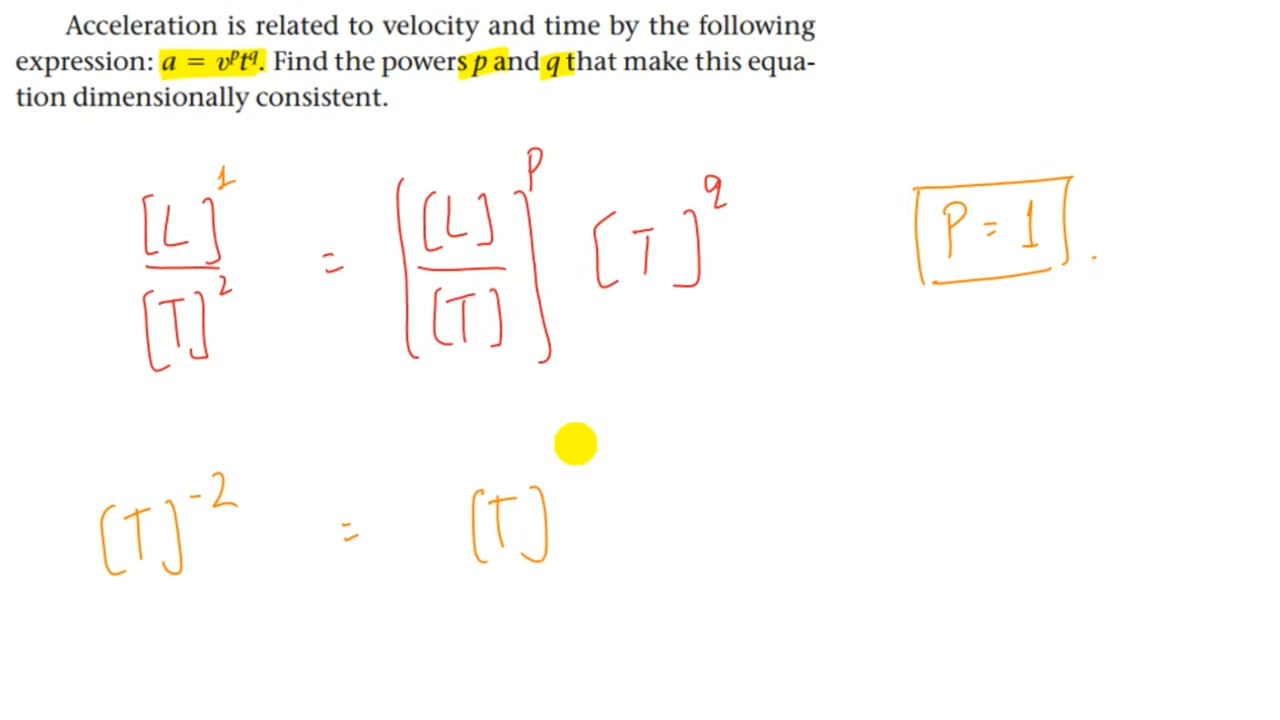 Acceleration is related to velocity and time by the following
expression: a = vᵖtᑫ. Find the powers p and q that make this equa-
tion dimensionally consistent.
[L]¹ / [T]² = ([L] / [T])ᴾ [T]ᑫ
P = 1 .
[T]⁻² = [T]